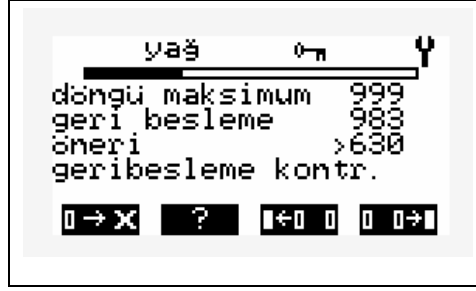 yağ
döngü maksimum 999
geri besleme 983
öneri >630
geribesleme kontr.
?